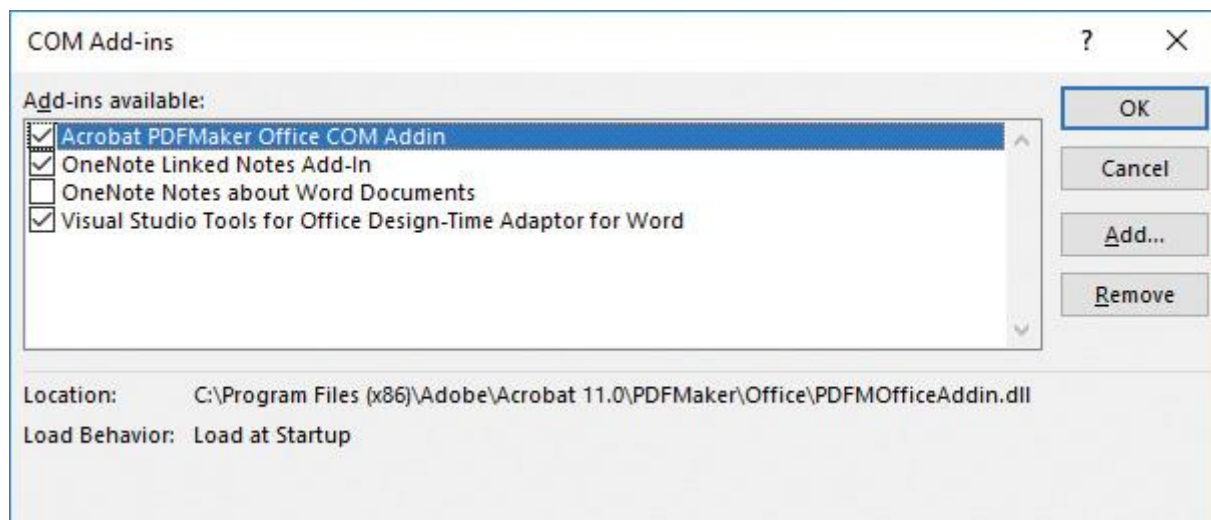 COM Add-ins
?
Add-ins available:
Acrobat PDFMaker Office COM Addin
OneNote Linked Notes Add-In
OneNote Notes about Word Documents
Visual Studio Tools for Office Design-Time Adaptor for Word
OK
Cancel
Add...
Remove
Location: C:\Program Files (x86)\Adobe\Acrobat 11.0\PDFMaker\Office\PDFMOfficeAddin.dll
Load Behavior: Load at Startup